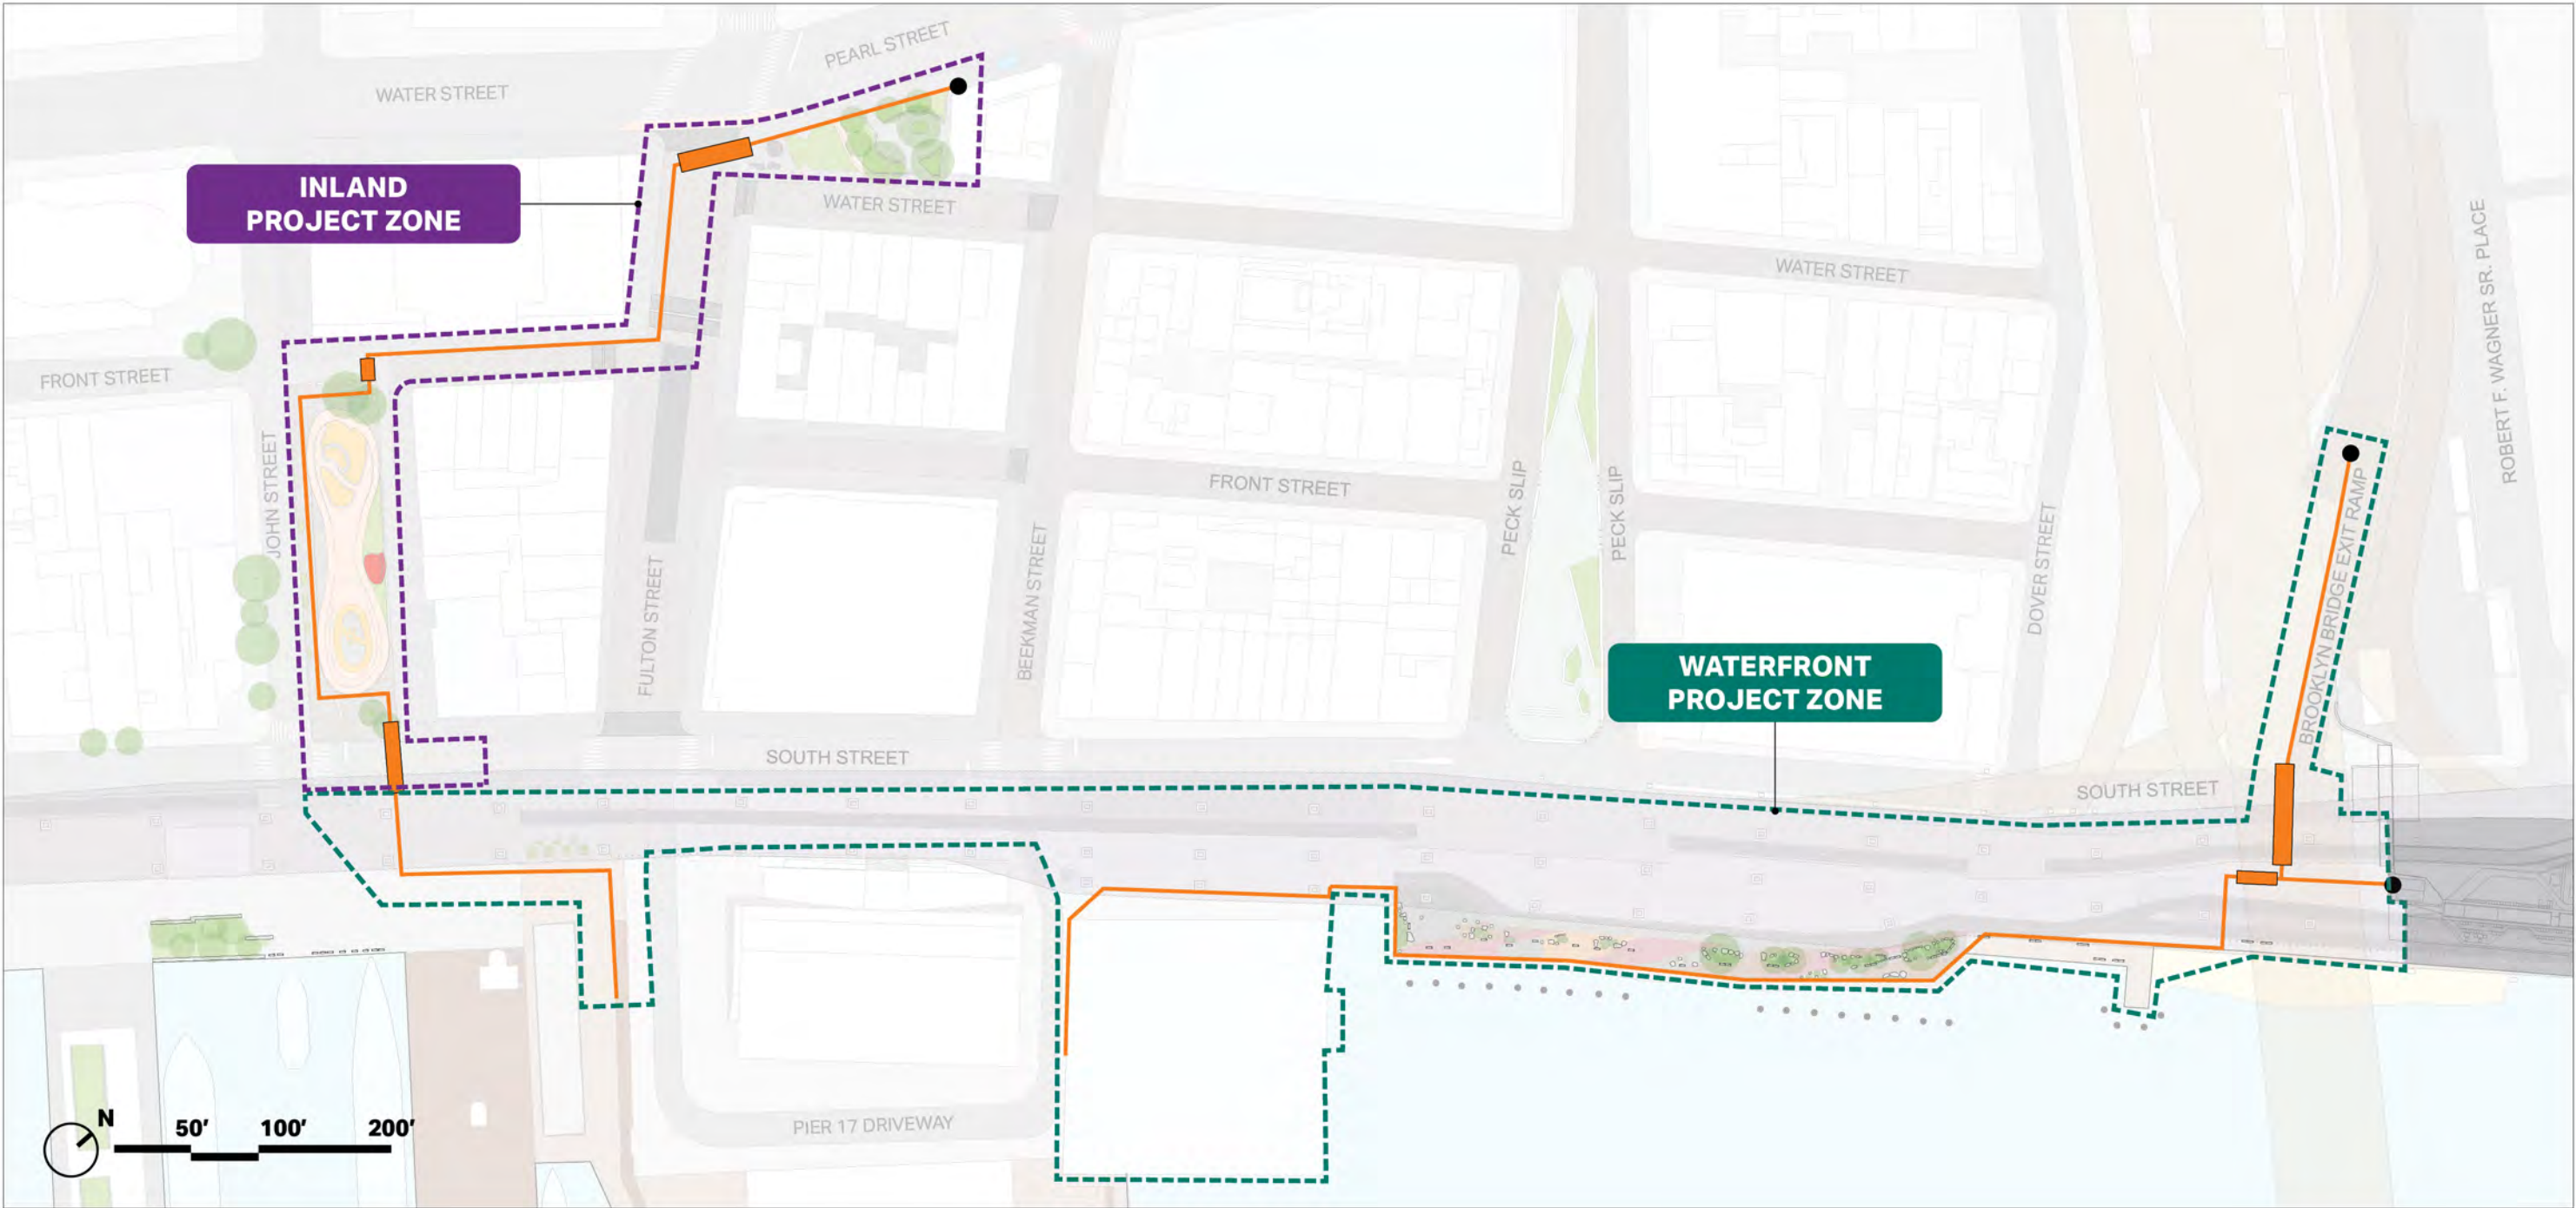 PEARL STREET
WATER STREET
INLAND
PROJECT ZONE
WATER STREET
WATER STREET
ROBERT F. WAGNER SR. PLACE
FRONT STREET
JOHN STREET
FRONT STREET
PECK SLIP
PECK SLIP
FULTON STREET
BEEKMAN STREET
DOVER STREET
BROOKLYN BRIDGE EXIT RAMP
WATERFRONT
PROJECT ZONE
SOUTH STREET
SOUTH STREET
PIER 17 DRIVEWAY
N
50' 100' 200'